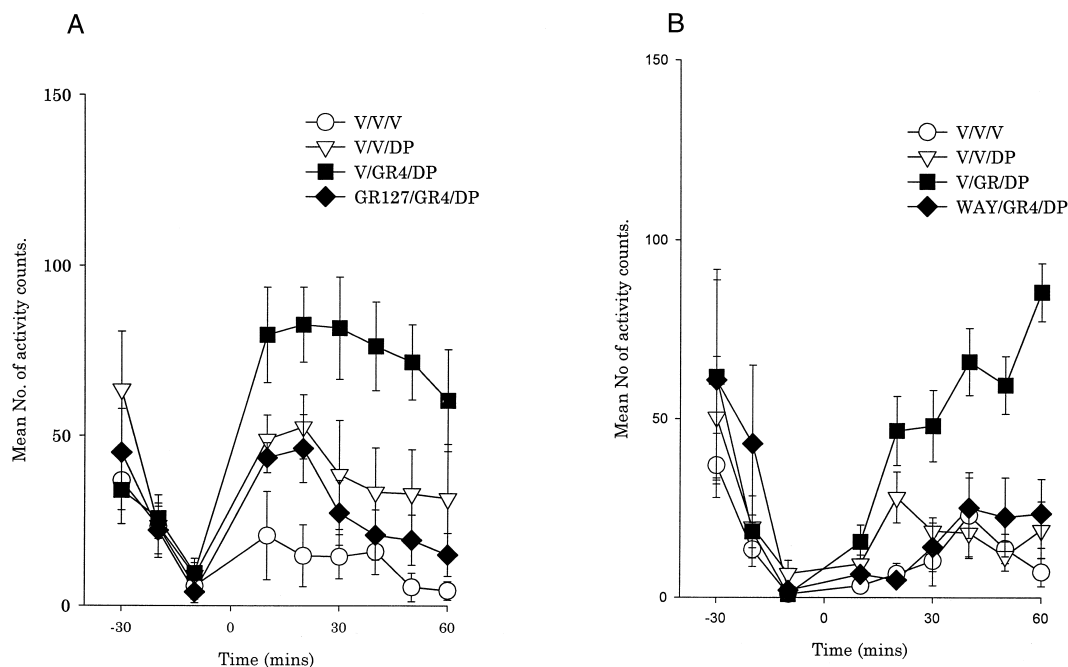 A
150
100
50
0
-30
0
30
60
Mean No. of activity counts.
Time (mins)
V/V/V
V/V/DP
V/GR4/DP
GR127/GR4/DP
B
150
100
50
0
-30
0
30
60
Mean No of activity counts.
Time (mins)
V/V/V
V/V/DP
V/GR/DP
WAY/GR4/DP